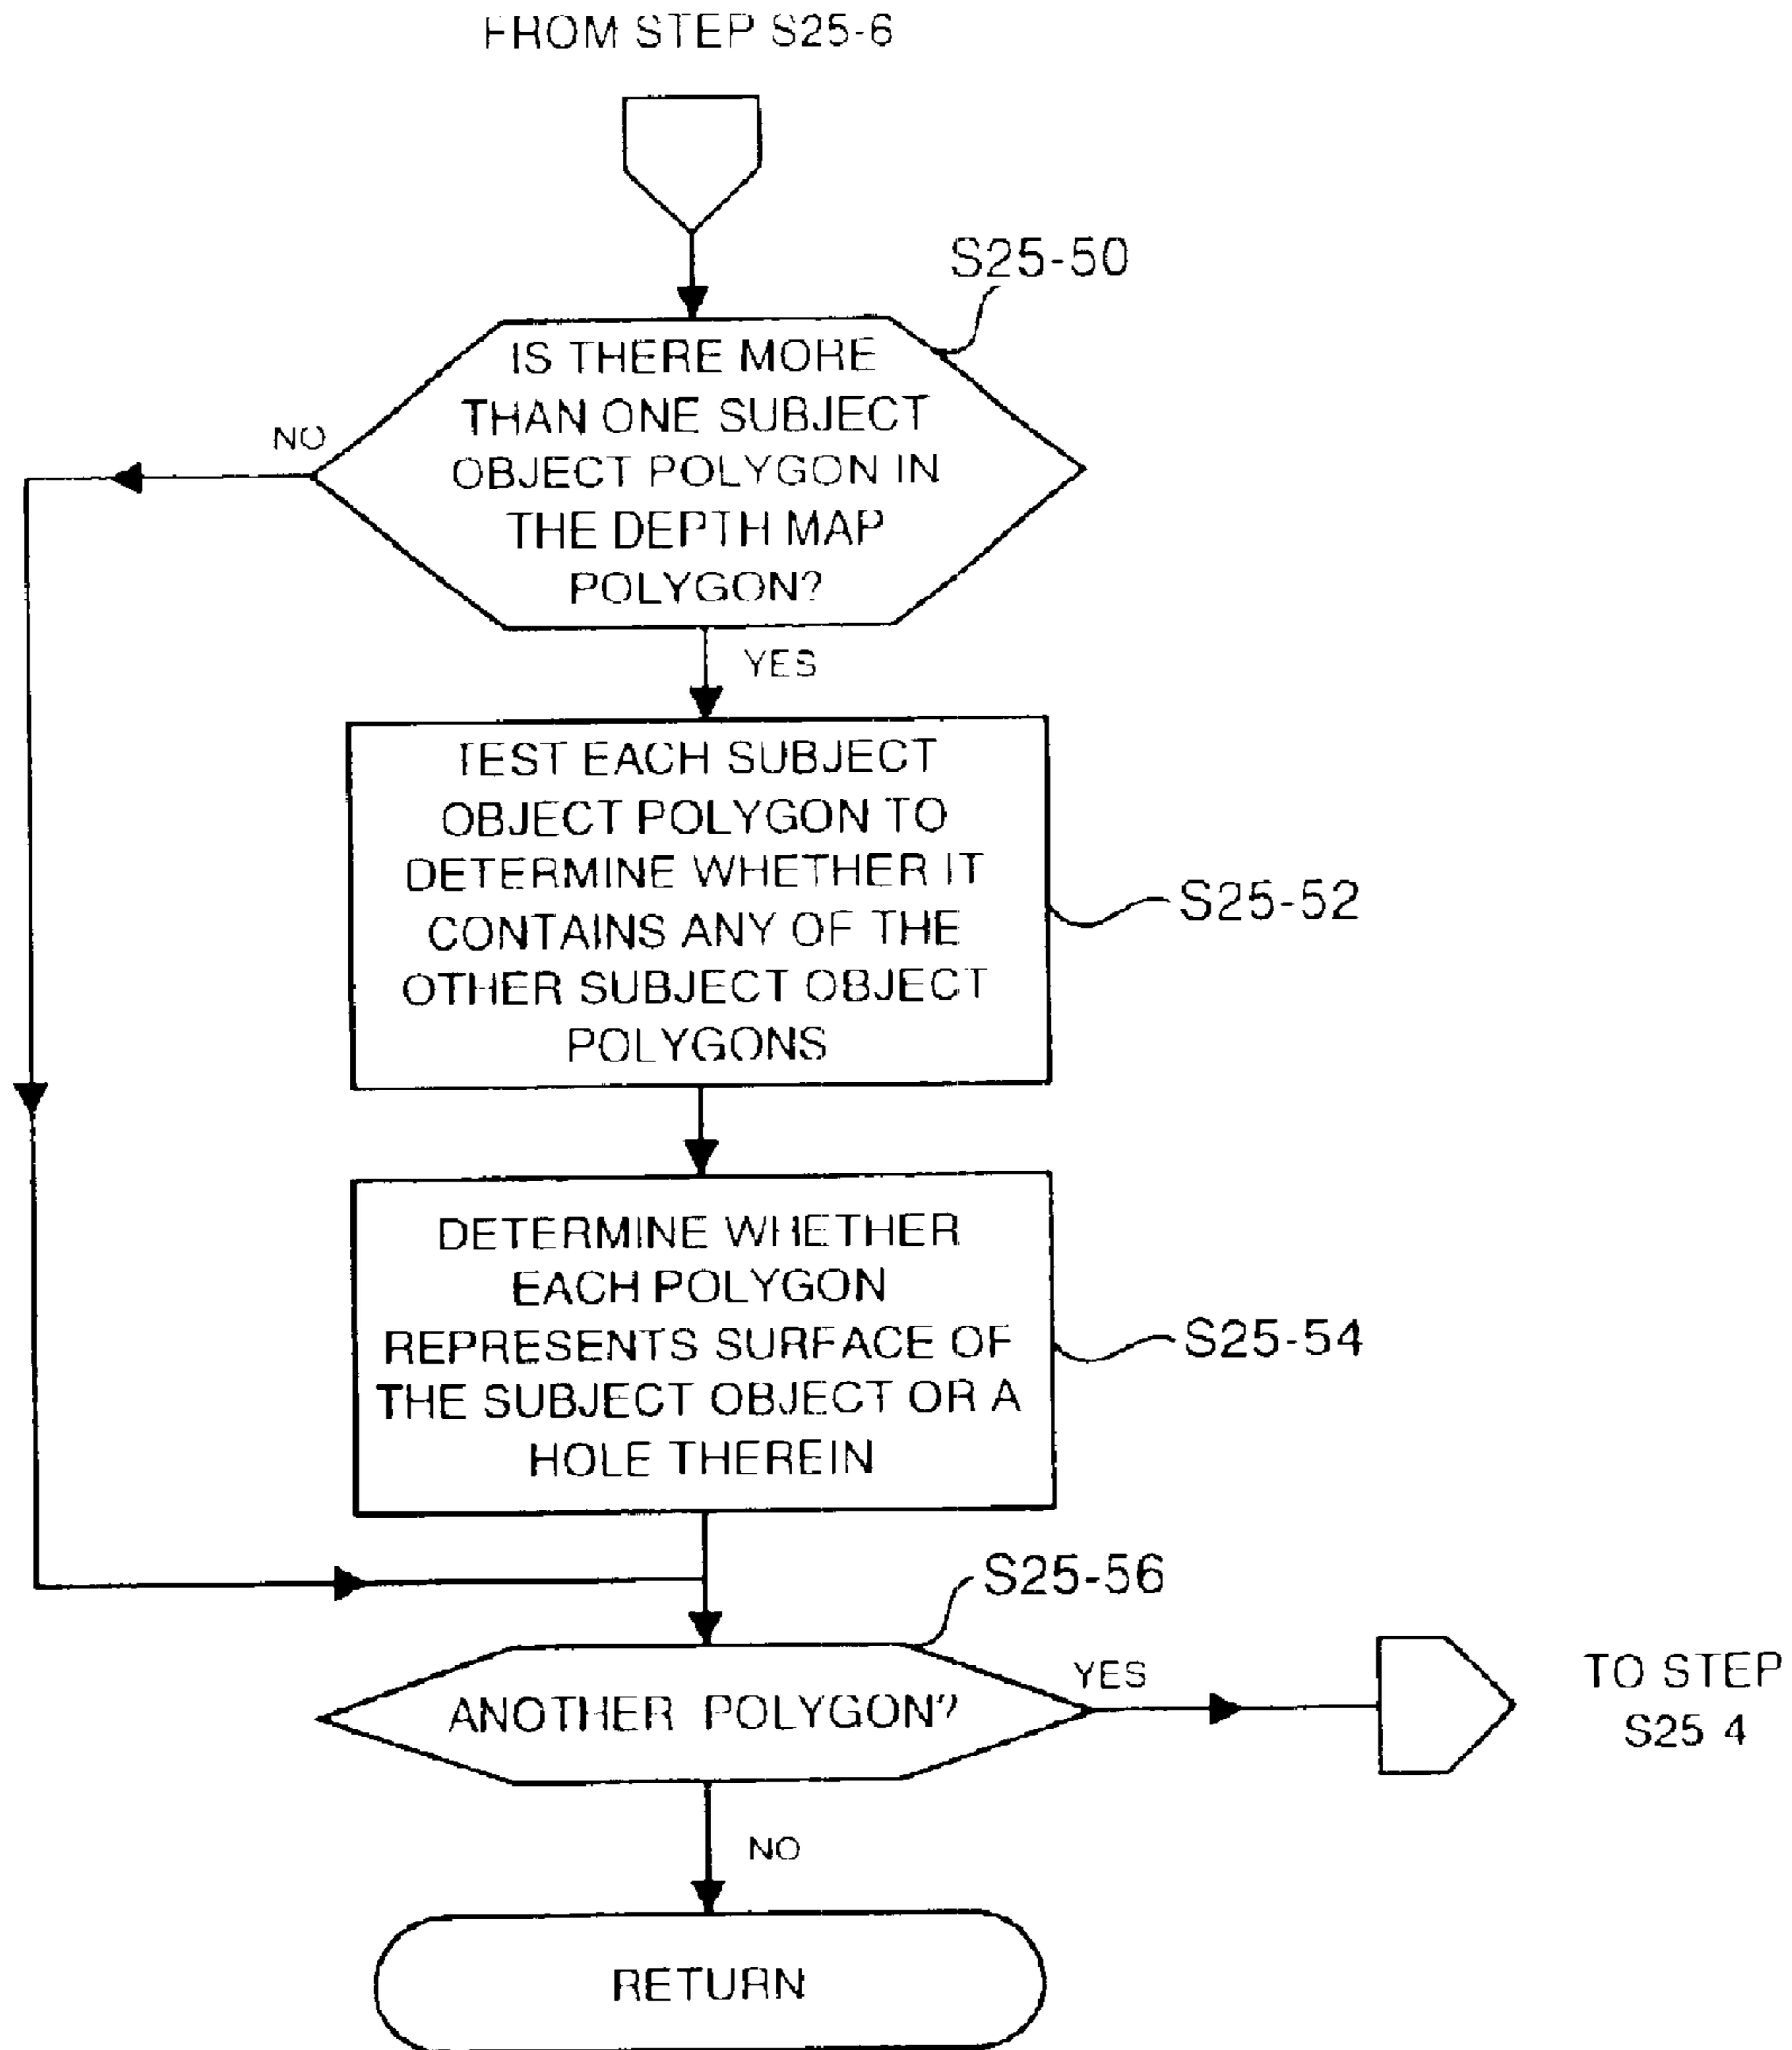 FROM STEP S25-6
S25-50
IS THERE MORE
THAN ONE SUBJECT
OBJECT POLYGON IN
THE DEPTH MAP
POLYGON?
NO
YES
TEST EACH SUBJECT
OBJECT POLYGON TO
DETERMINE WHETHER IT
CONTAINS ANY OF THE
OTHER SUBJECT OBJECT
POLYGONS
S25-52
DETERMINE WHETHER
EACH POLYGON
REPRESENTS SURFACE OF
THE SUBJECT OBJECT OR A
HOLE THEREIN
S25-54
S25-56
ANOTHER POLYGON?
YES
TO STEP
S25 4
NO
RETURN